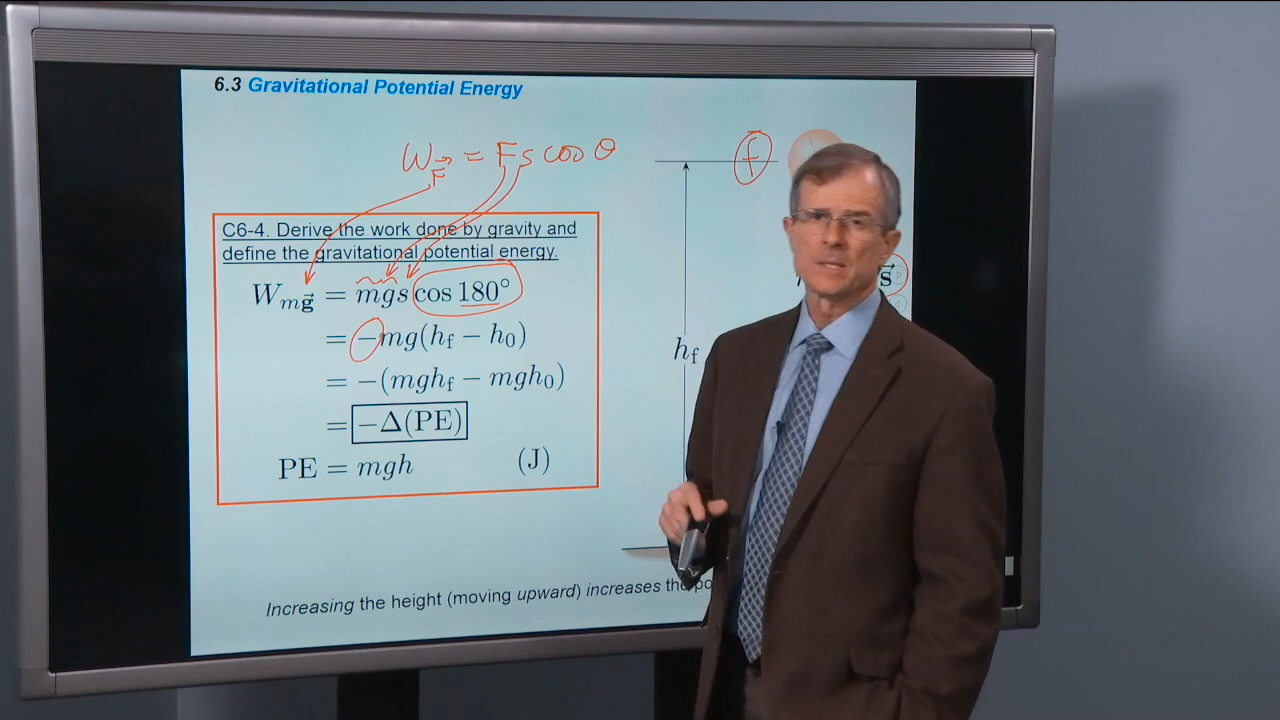 6.3 Gravitational Potential Energy
W_F⃗ = F s cos θ
f
C6-4. Derive the work done by gravity and
define the gravitational potential energy.
W_mg⃗ = mgs cos 180°
= −mg(h_f − h_0)
= −(mgh_f − mgh_0)
= −Δ(PE)
PE = mgh (J)
s⃗
h_f
Increasing the height (moving upward) increases the